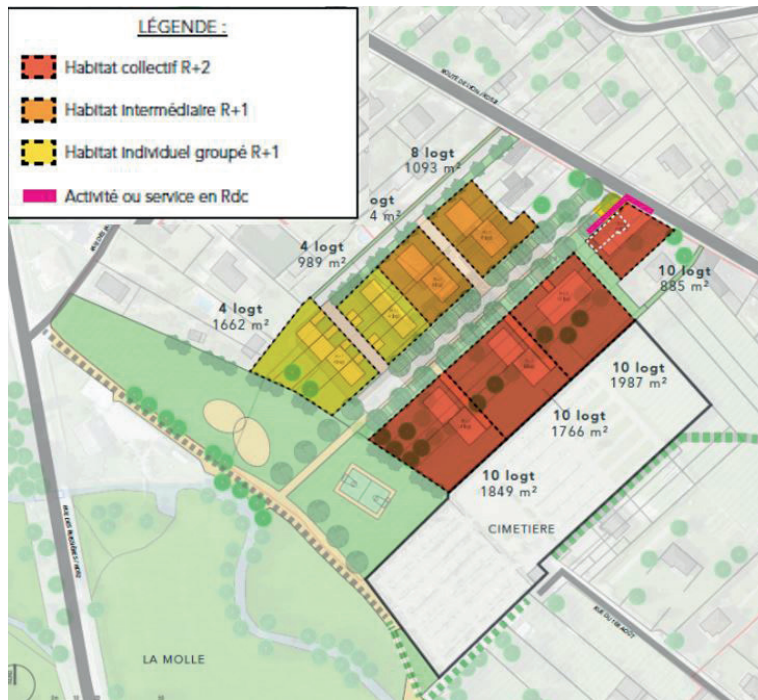 LÉGENDE :
Habitat collectif R+2
Habitat intermédiaire R+1
Habitat individuel groupé R+1
Activité ou service en Rdc
8 logt
1093 m²
ogt
4 m²
4 logt
989 m²
4 logt
1662 m²
10 logt
885 m²
10 logt
1987 m²
10 logt
1766 m²
10 logt
1849 m²
CIMETIERE
LA MOLLE